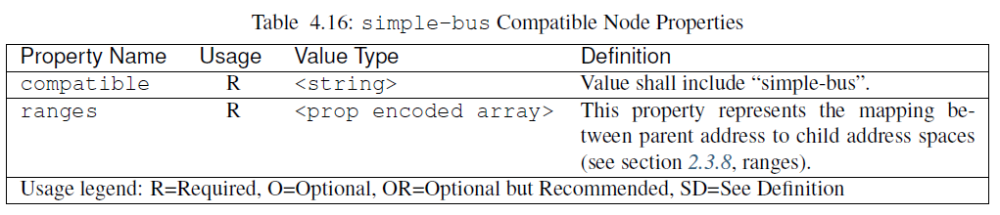 Table 4.16: simple-bus Compatible Node Properties
Property Name Usage Value Type Definition
compatible R <string> Value shall include “simple-bus”.
ranges R <prop encoded array> This property represents the mapping be-
tween parent address to child address spaces
(see section 2.3.8, ranges).
Usage legend: R=Required, O=Optional, OR=Optional but Recommended, SD=See Definition